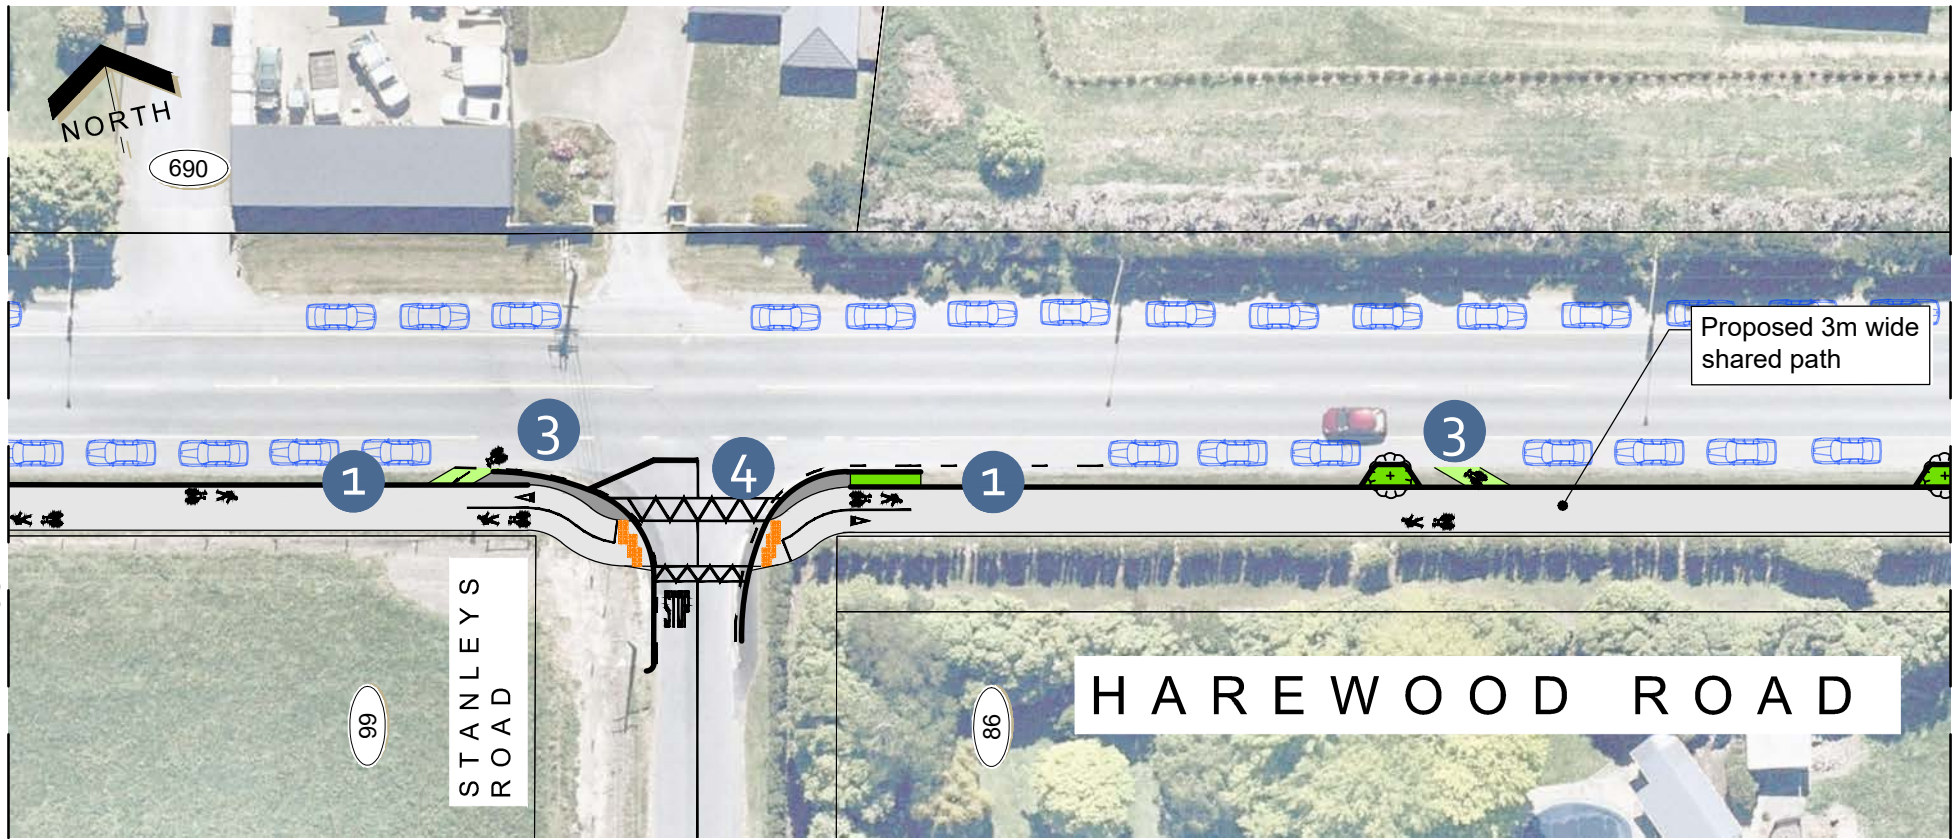 NORTH
690
Proposed 3m wide
shared path
3
3
4
1
1
STOP
STANLEYS
ROAD
99
86
HAREWOOD ROAD